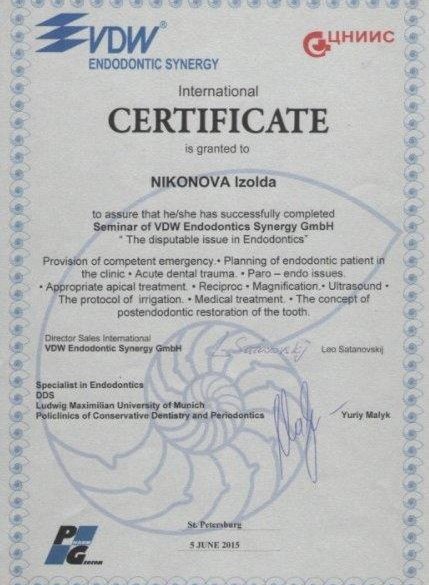 VDW®
ENDODONTIC SYNERGY
ЦНИИС
International
CERTIFICATE
is granted to
NIKONOVA Izolda
to assure that he/she has successfully completed
Seminar of VDW Endodontics Synergy GmbH
" The disputable issue in Endodontics"
Provision of competent emergency.• Planning of endodontic patient in
the clinic • Acute dental trauma. • Paro – endo issues.
• Appropriate apical treatment. • Reciproc • Magnification.• Ultrasound •
The protocol of irrigation. • Medical treatment. • The concept of
postendodontic restoration of the tooth.
Director Sales International
VDW Endodontic Synergy GmbH
Leo Satanovskij
Specialist in Endodontics
DDS
Ludwig Maximilian University of Munich
Policlinics of Conservative Dentistry and Periodontics
Yuriy Malyk
St. Petersburg
5 JUNE 2015